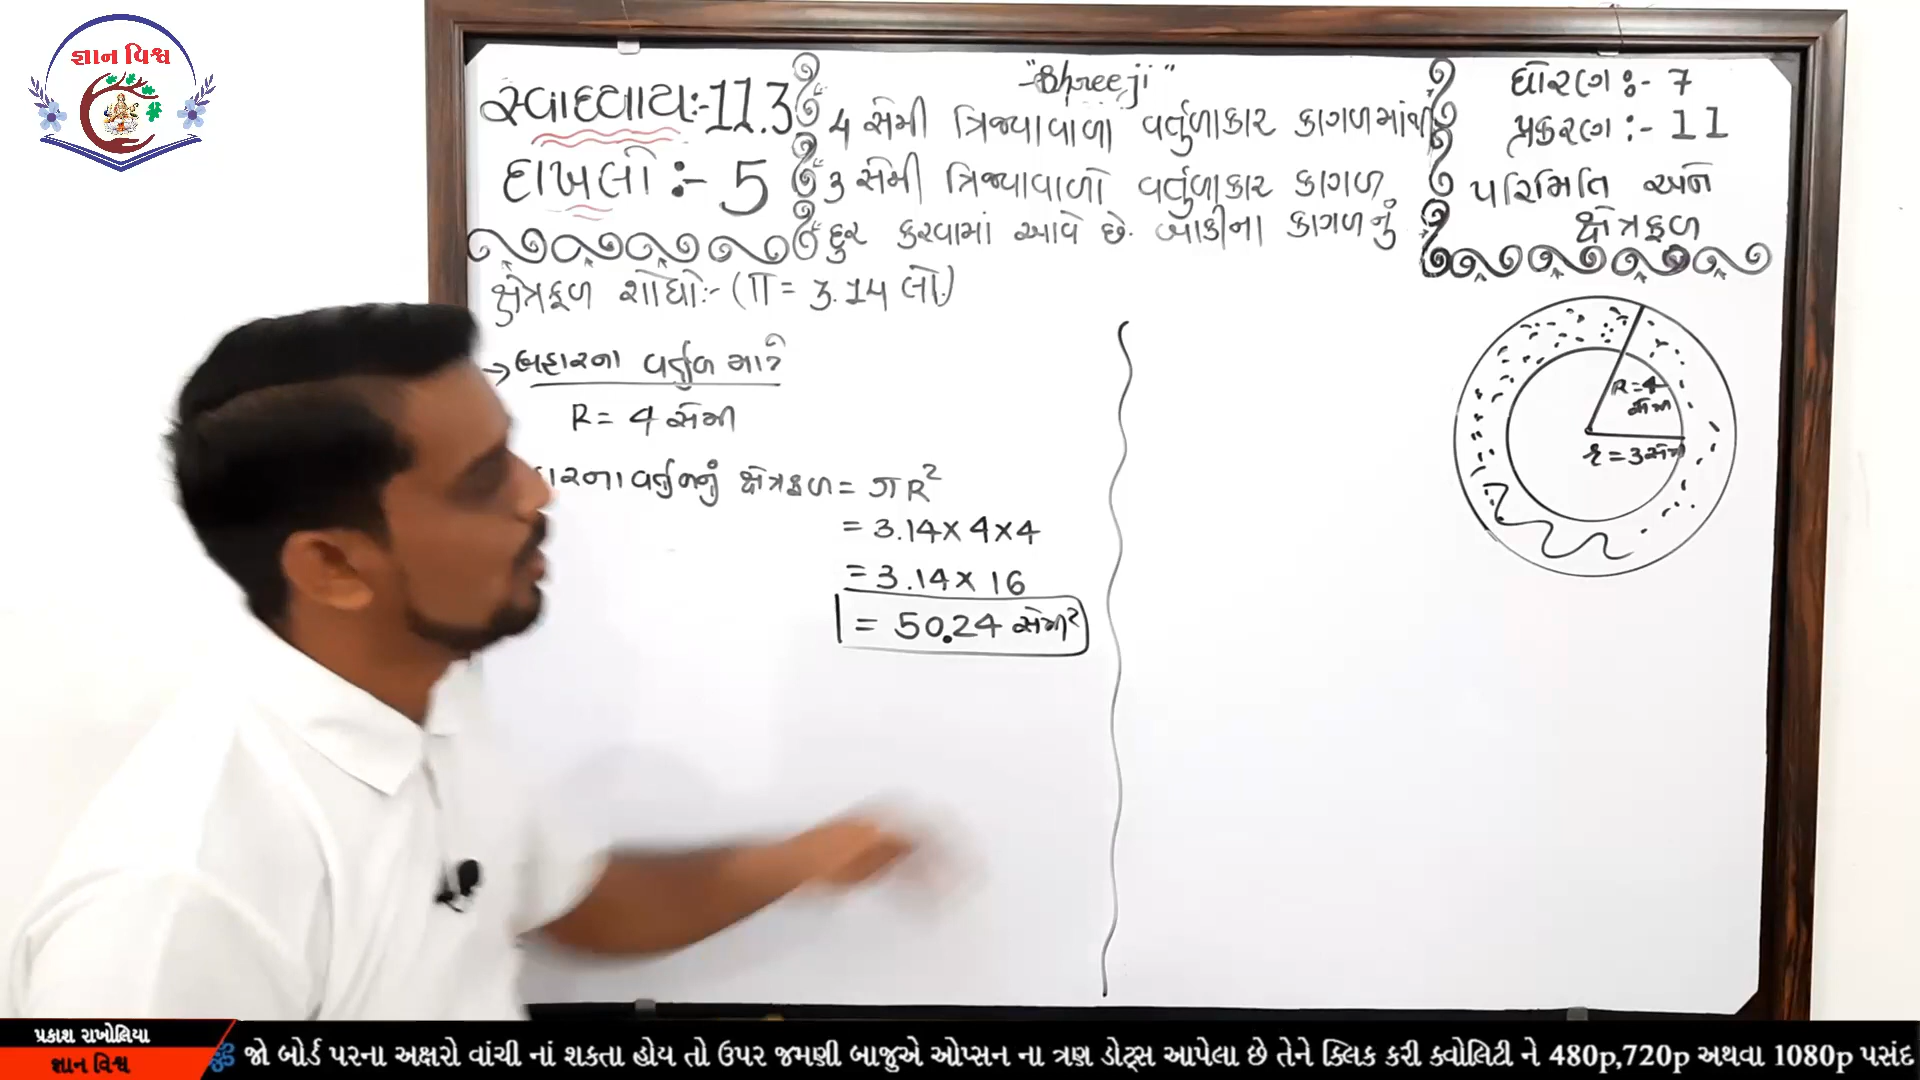 જ્ઞાન વિશ્વ
સ્વાધ્યાયઃ-11.3
દાખલો :- 5
"Shreeji"
4 સેમી ત્રિજ્યાવાળા વર્તુળાકાર કાગળમાંથી
3 સેમી ત્રિજ્યાવાળો વર્તુળાકાર કાગળ
દુર કરવામાં આવે છે. બાકીના કાગળનું
ક્ષેત્રફળ શોધોઃ- (π = 3.14 લો.)
ધોરણ :- 7
પ્રકરણ :- 11
પરિમિતિ અને
ક્ષેત્રફળ
→ બહારના વર્તુળ માટે
R = 4 સેમી
હારના વર્તુળનું ક્ષેત્રફળ = πR²
= 3.14 × 4 × 4
= 3.14 × 16
= 50.24 સેમી²
R = 4
સેમી
r = 3 સેમી
પ્રકાશ રાખોલિયા
જ્ઞાન વિશ્વ
ૐ જો બોર્ડ પરના અક્ષરો વાંચી નાં શકતા હોય તો ઉપર જમણી બાજુએ ઓપ્સન ના ત્રણ ડોટ્સ આપેલા છે તેને ક્લિક કરી ક્વોલિટી ને 480p,720p અથવા 1080p પસંદ